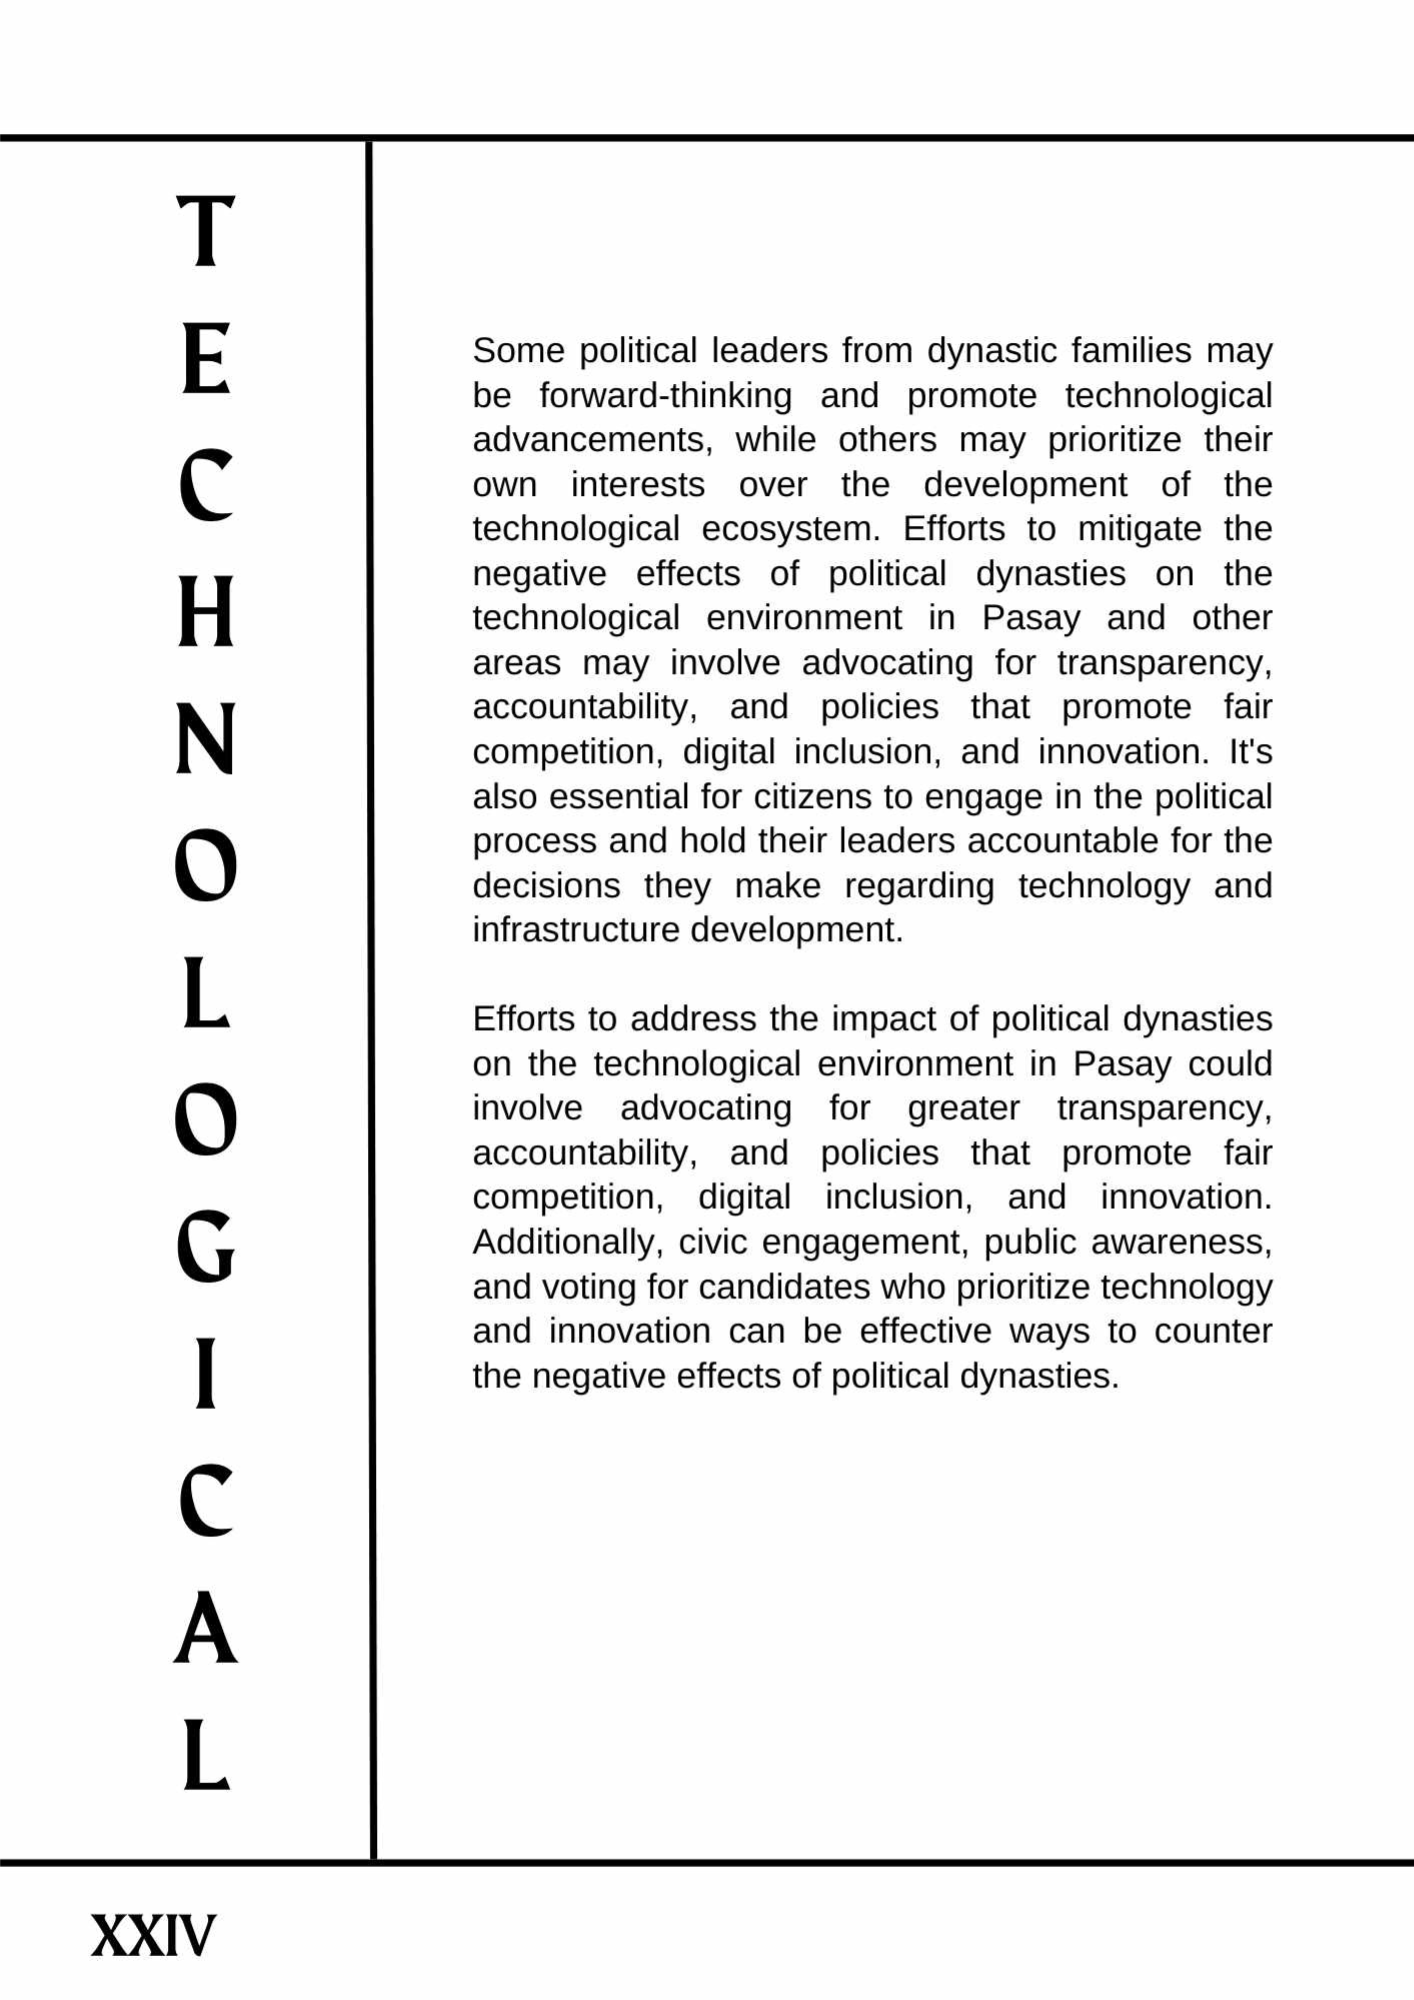 TECHNOLOGICAL
Some political leaders from dynastic families may
be forward-thinking and promote technological
advancements, while others may prioritize their
own interests over the development of the
technological ecosystem. Efforts to mitigate the
negative effects of political dynasties on the
technological environment in Pasay and other
areas may involve advocating for transparency,
accountability, and policies that promote fair
competition, digital inclusion, and innovation. It's
also essential for citizens to engage in the political
process and hold their leaders accountable for the
decisions they make regarding technology and
infrastructure development.
Efforts to address the impact of political dynasties
on the technological environment in Pasay could
involve advocating for greater transparency,
accountability, and policies that promote fair
competition, digital inclusion, and innovation.
Additionally, civic engagement, public awareness,
and voting for candidates who prioritize technology
and innovation can be effective ways to counter
the negative effects of political dynasties.
XXIV